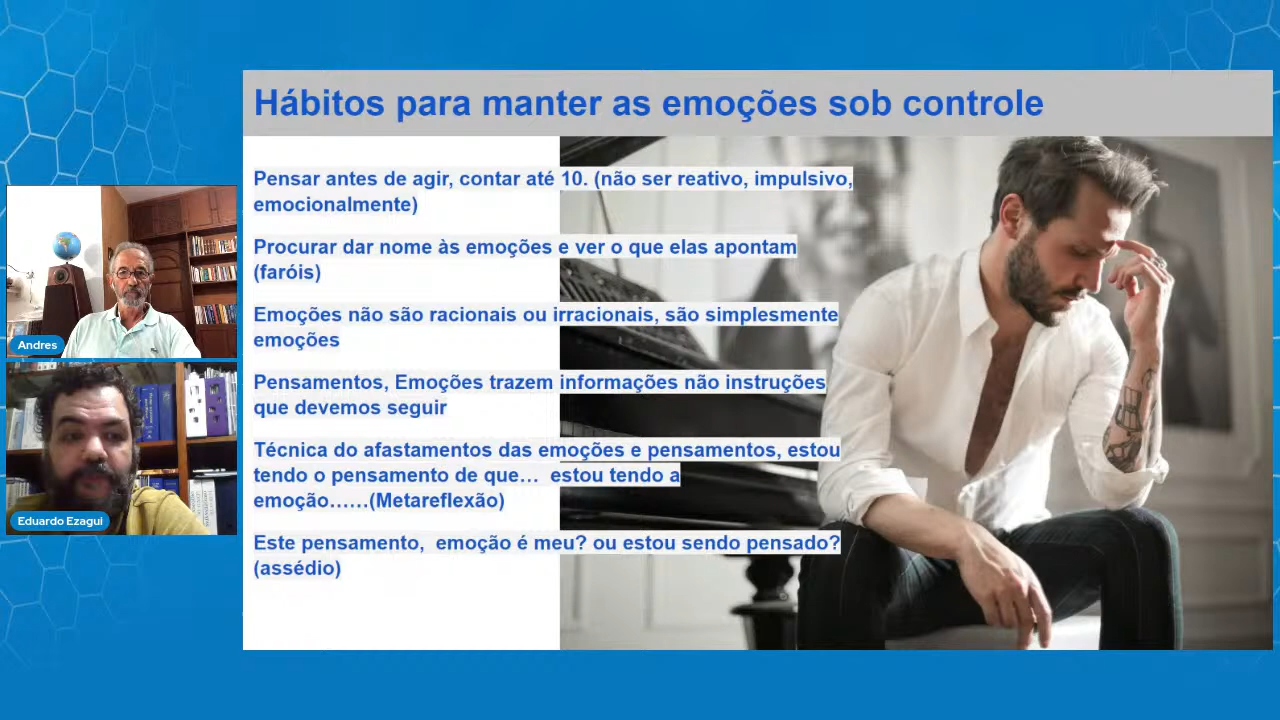 Hábitos para manter as emoções sob controle
Pensar antes de agir, contar até 10. (não ser reativo, impulsivo,
emocionalmente)
Procurar dar nome às emoções e ver o que elas apontam
(faróis)
Emoções não são racionais ou irracionais, são simplesmente
emoções
Pensamentos, Emoções trazem informações não instruções
que devemos seguir
Técnica do afastamentos das emoções e pensamentos, estou
tendo o pensamento de que… estou tendo a
emoção……(Metareflexão)
Este pensamento, emoção é meu? ou estou sendo pensado?
(assédio)
Andres
Eduardo Ezagui